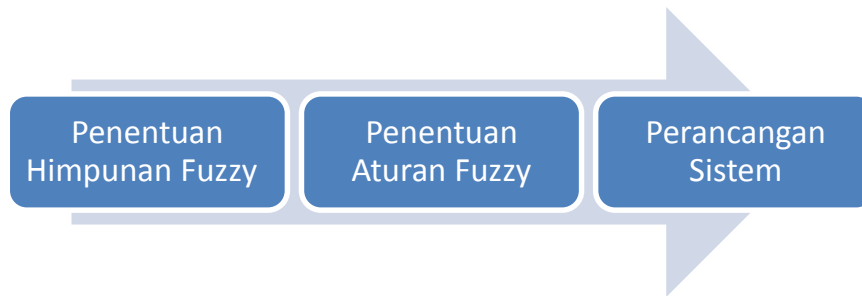 Penentuan
Himpunan Fuzzy
Penentuan
Aturan Fuzzy
Perancangan
Sistem